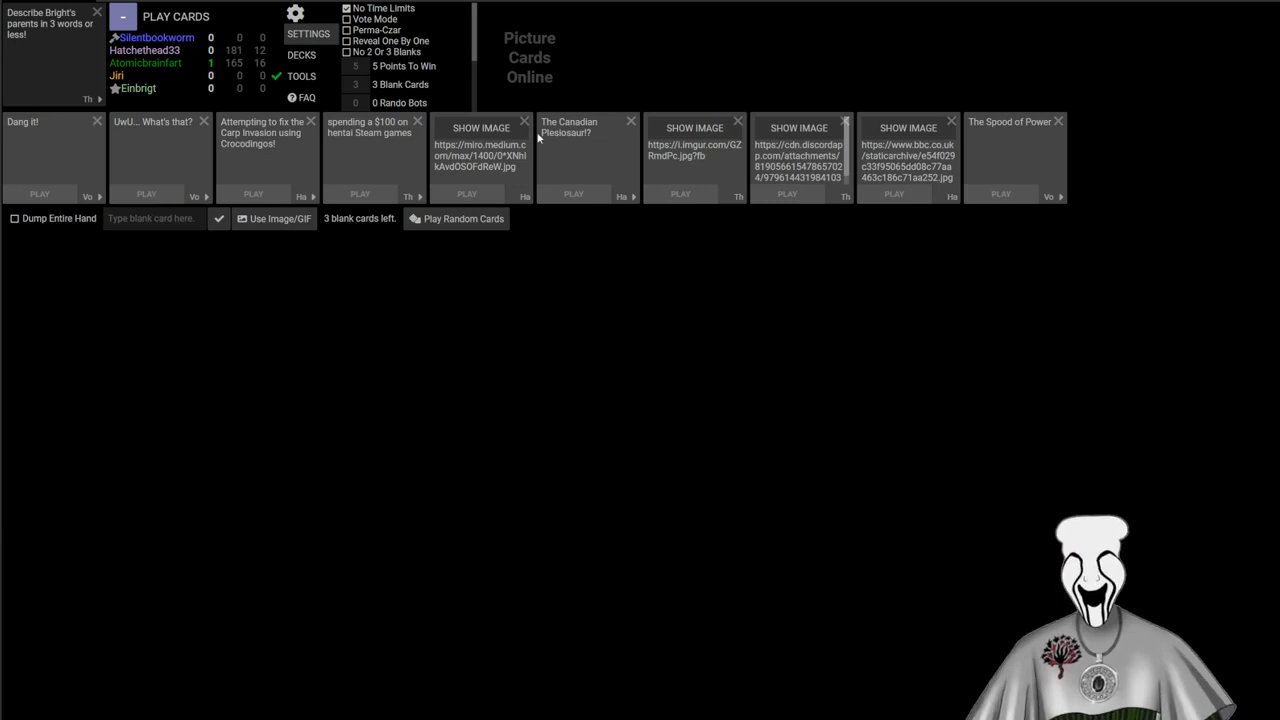 Describe Bright's
parents in 3 words or
less!
Th
-
PLAY CARDS
Silentbookworm 0 0 0
Hatchethead33 0 181 12
Atomicbrainfart 1 165 16
Jiri 0 0 0
Einbrigt 0 0 0
SETTINGS
DECKS
TOOLS
FAQ
No Time Limits
Vote Mode
Perma-Czar
Reveal One By One
No 2 Or 3 Blanks
5 5 Points To Win
3 3 Blank Cards
0 0 Rando Bots
Picture
Cards
Online
Dang it!
PLAY
Vo
UwU... What's that?
PLAY
Vo
Attempting to fix the
Carp Invasion using
Crocodingos!
PLAY
Ha
spending a $100 on
hentai Steam games
PLAY
Th
SHOW IMAGE
https://miro.medium.c
om/max/1400/0*XNhI
kAvdOSOFdReW.jpg
PLAY
Ha
The Canadian
Plesiosaur!?
PLAY
Ha
SHOW IMAGE
https://i.imgur.com/GZ
RmdPc.jpg?fb
PLAY
Th
SHOW IMAGE
https://cdn.discordap
p.com/attachments/
81905661547865702
4/979614431984103
PLAY
Th
SHOW IMAGE
https://www.bbc.co.uk
/staticarchive/e54f029
c33f95065dd08c77aa
463c186c71aa252.jpg
PLAY
Ha
The Spood of Power
PLAY
Vo
Dump Entire Hand
Type blank card here.
Use Image/GIF
3 blank cards left.
Play Random Cards